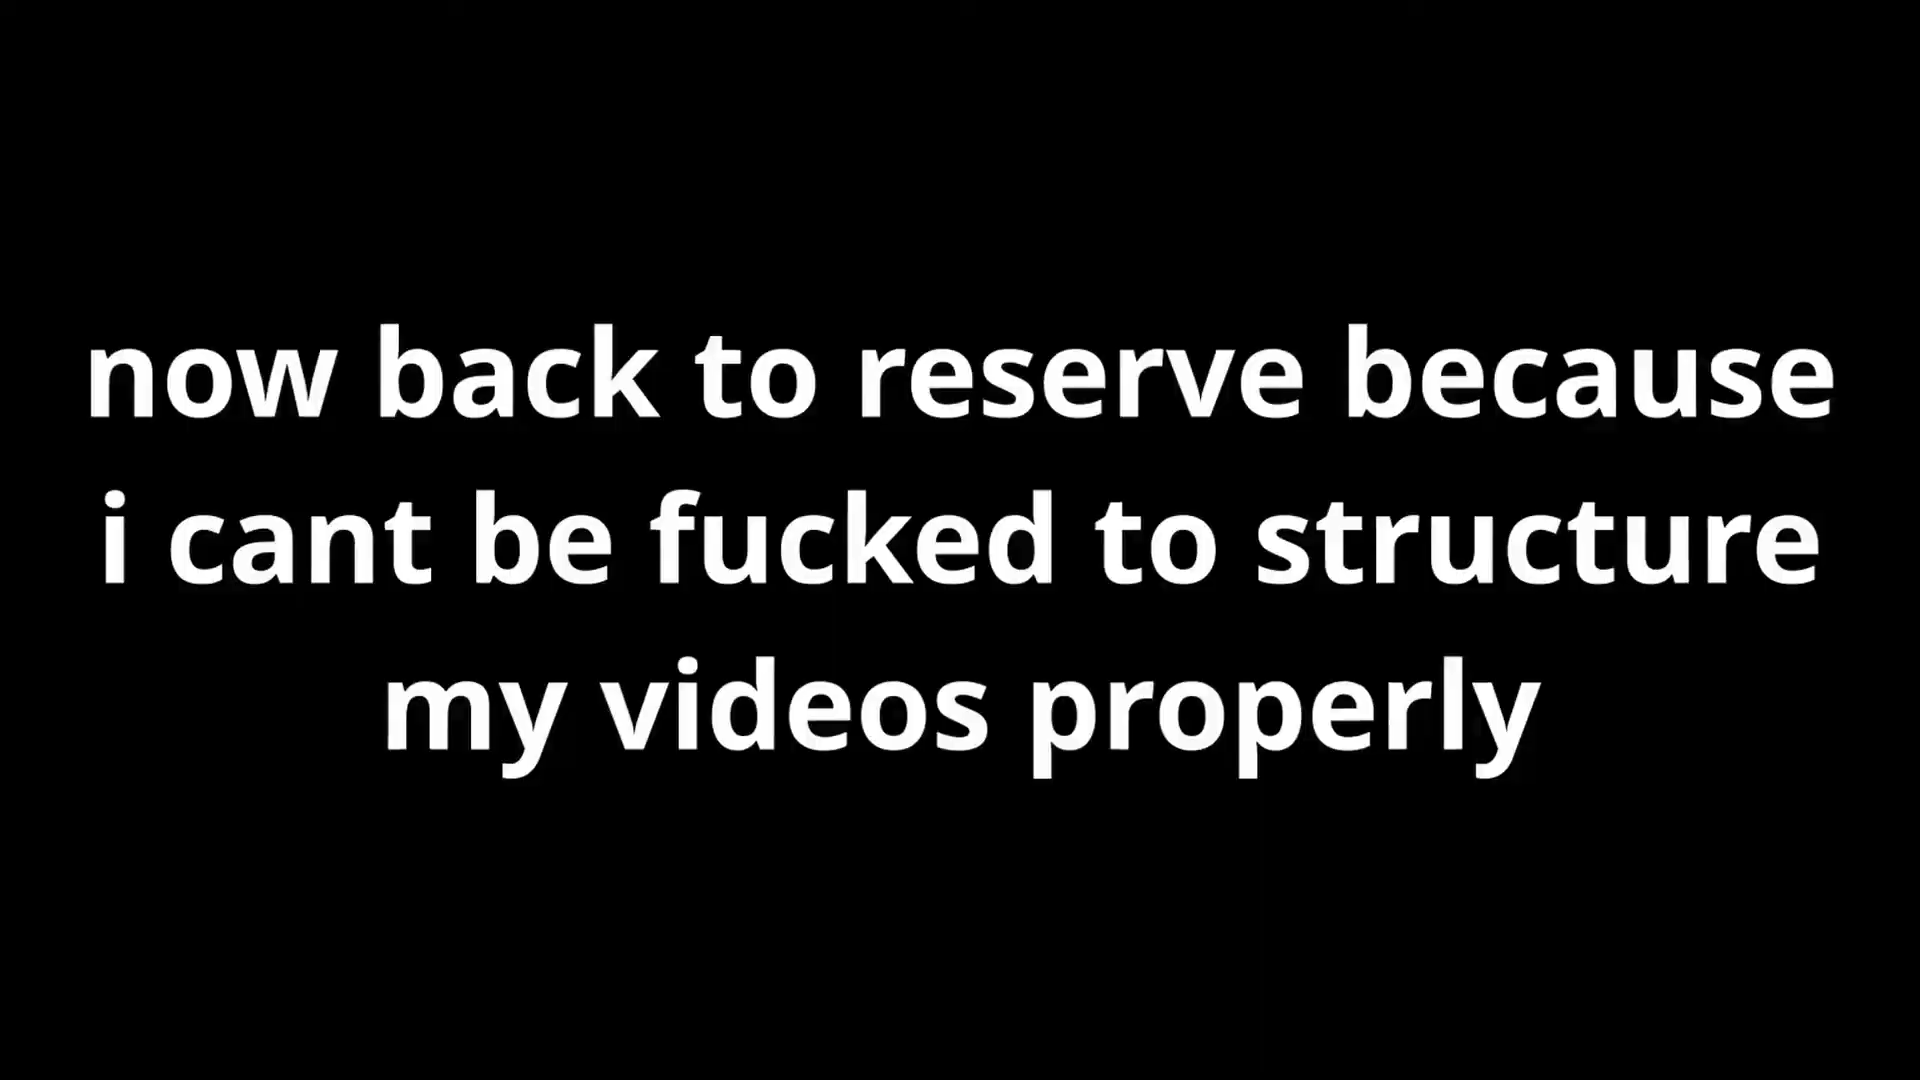 now back to reserve because
i cant be fucked to structure
my videos properly